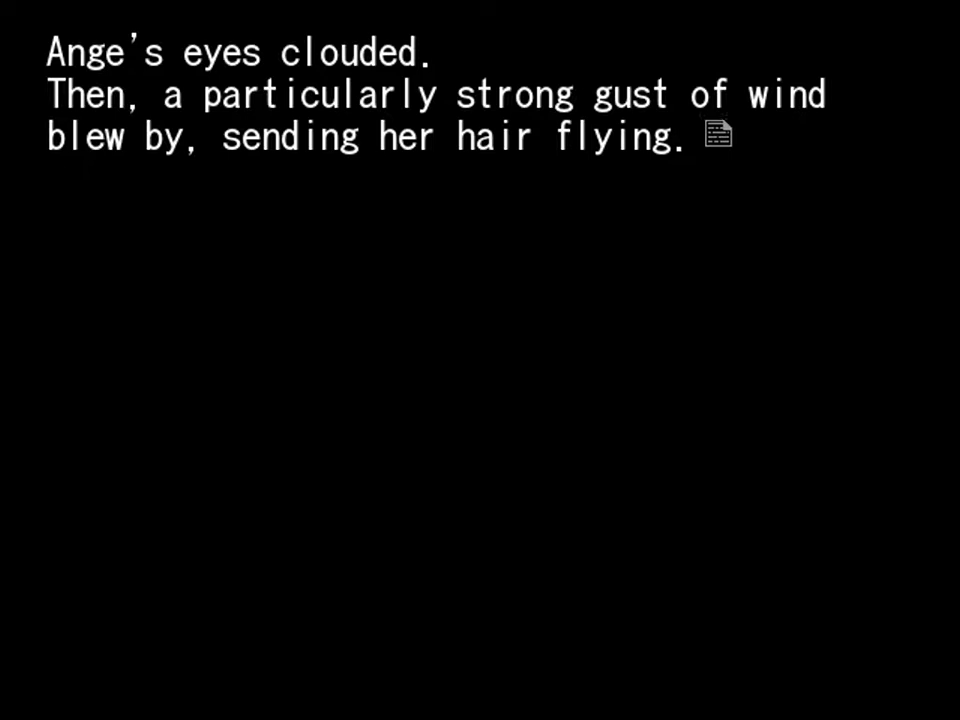 Ange's eyes clouded.
Then, a particularly strong gust of wind
blew by, sending her hair flying.